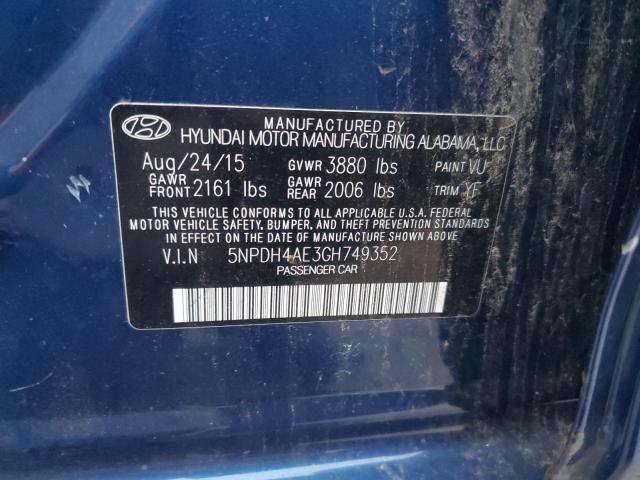 MANUFACTURED BY
HYUNDAI MOTOR MANUFACTURING ALABAMA, LLC
Aug/24/15 GVWR 3880 lbs PAINT VU
GAWR FRONT 2161 lbs GAWR REAR 2006 lbs TRIM YF
THIS VEHICLE CONFORMS TO ALL APPLICABLE U.S.A. FEDERAL
MOTOR VEHICLE SAFETY, BUMPER, AND THEFT PREVENTION STANDARDS
IN EFFECT ON THE DATE OF MANUFACTURE SHOWN ABOVE.
V.I.N 5NPDH4AE3GH749352
PASSENGER CAR